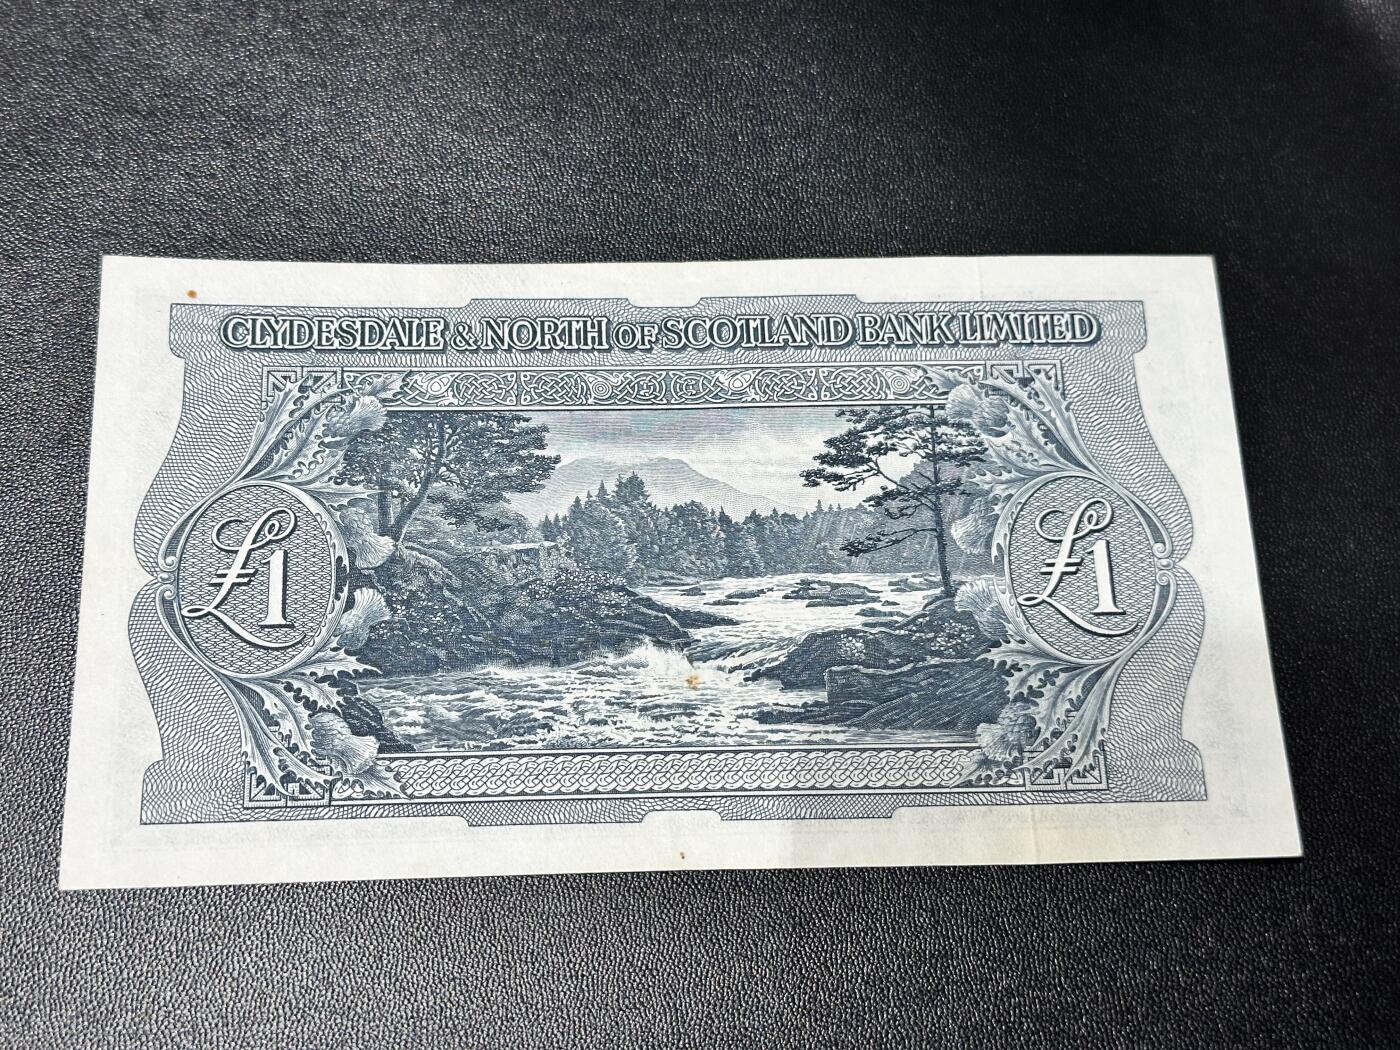 CLYDESDALE & NORTH OF SCOTLAND BANK LIMITED
£1 £1